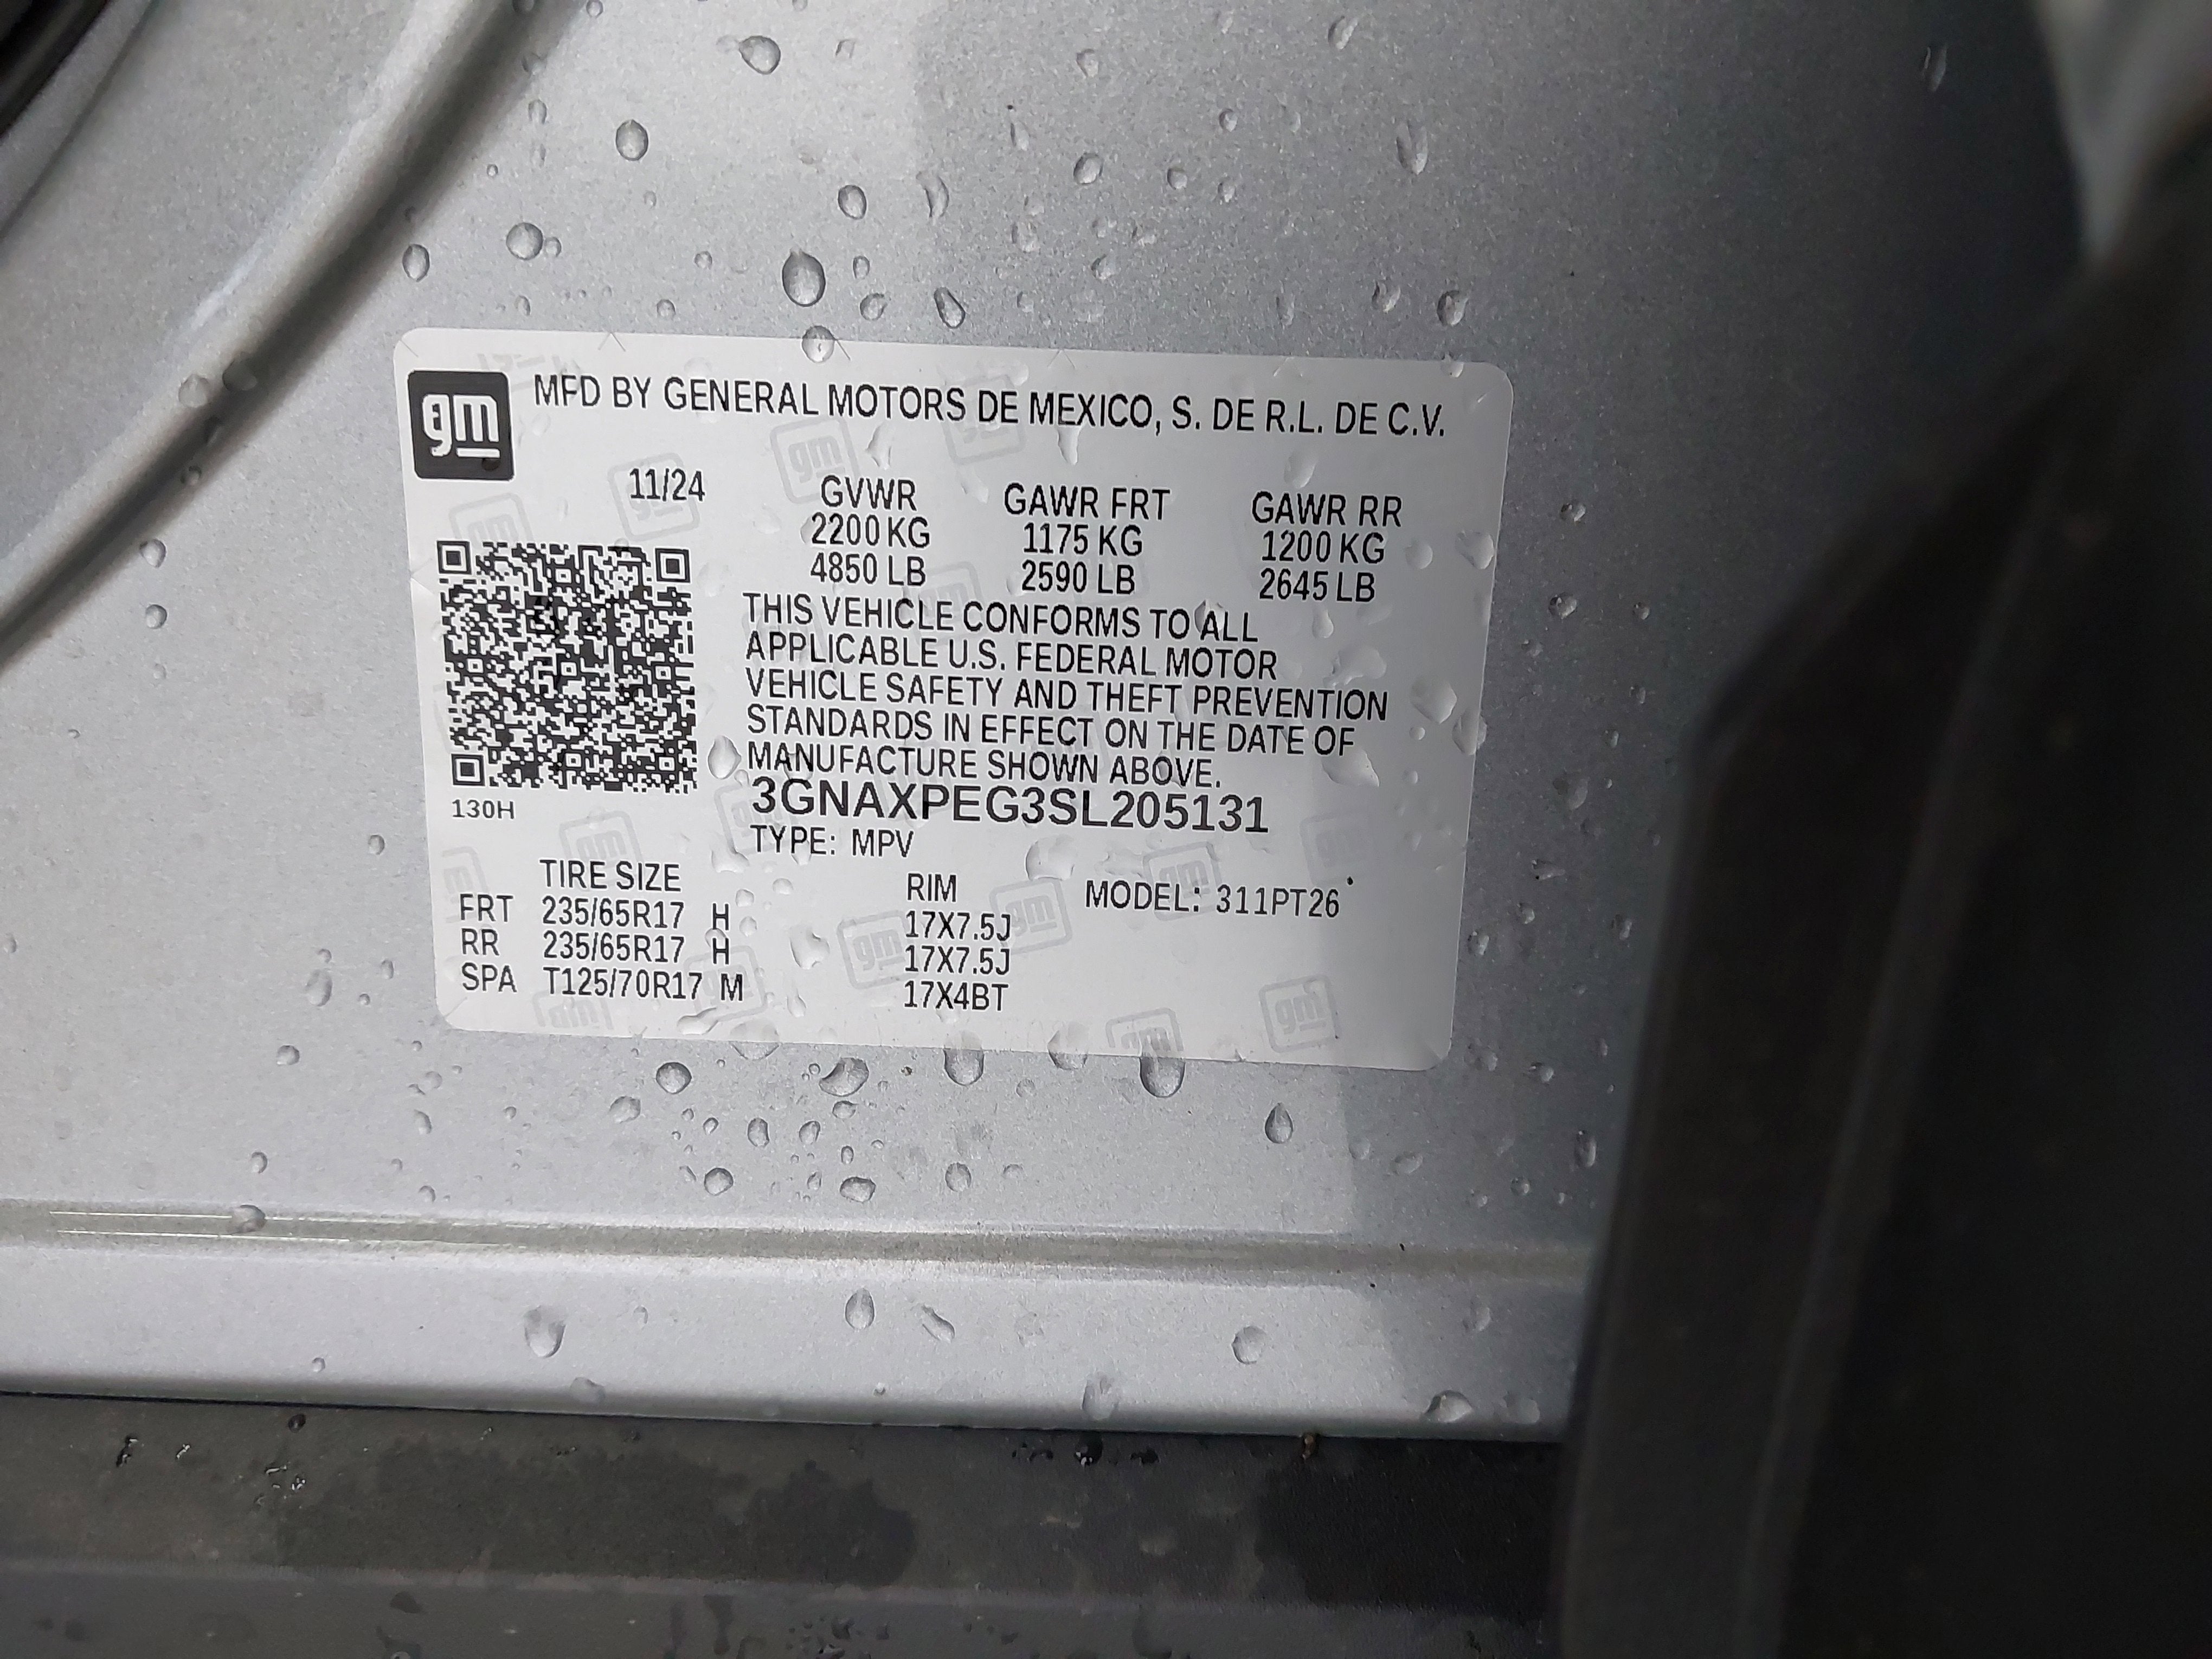 gm
MFD BY GENERAL MOTORS DE MEXICO, S. DE R.L. DE C.V.
11/24 GVWR GAWR FRT GAWR RR
2200 KG 1175 KG 1200 KG
4850 LB 2590 LB 2645 LB
THIS VEHICLE CONFORMS TO ALL
APPLICABLE U.S. FEDERAL MOTOR
VEHICLE SAFETY AND THEFT PREVENTION
STANDARDS IN EFFECT ON THE DATE OF
MANUFACTURE SHOWN ABOVE.
3GNAXPEG3SL205131
130H
TYPE: MPV
TIRE SIZE RIM MODEL: 311PT26
FRT 235/65R17 H 17X7.5J
RR 235/65R17 H 17X7.5J
SPA T125/70R17 M 17X4BT